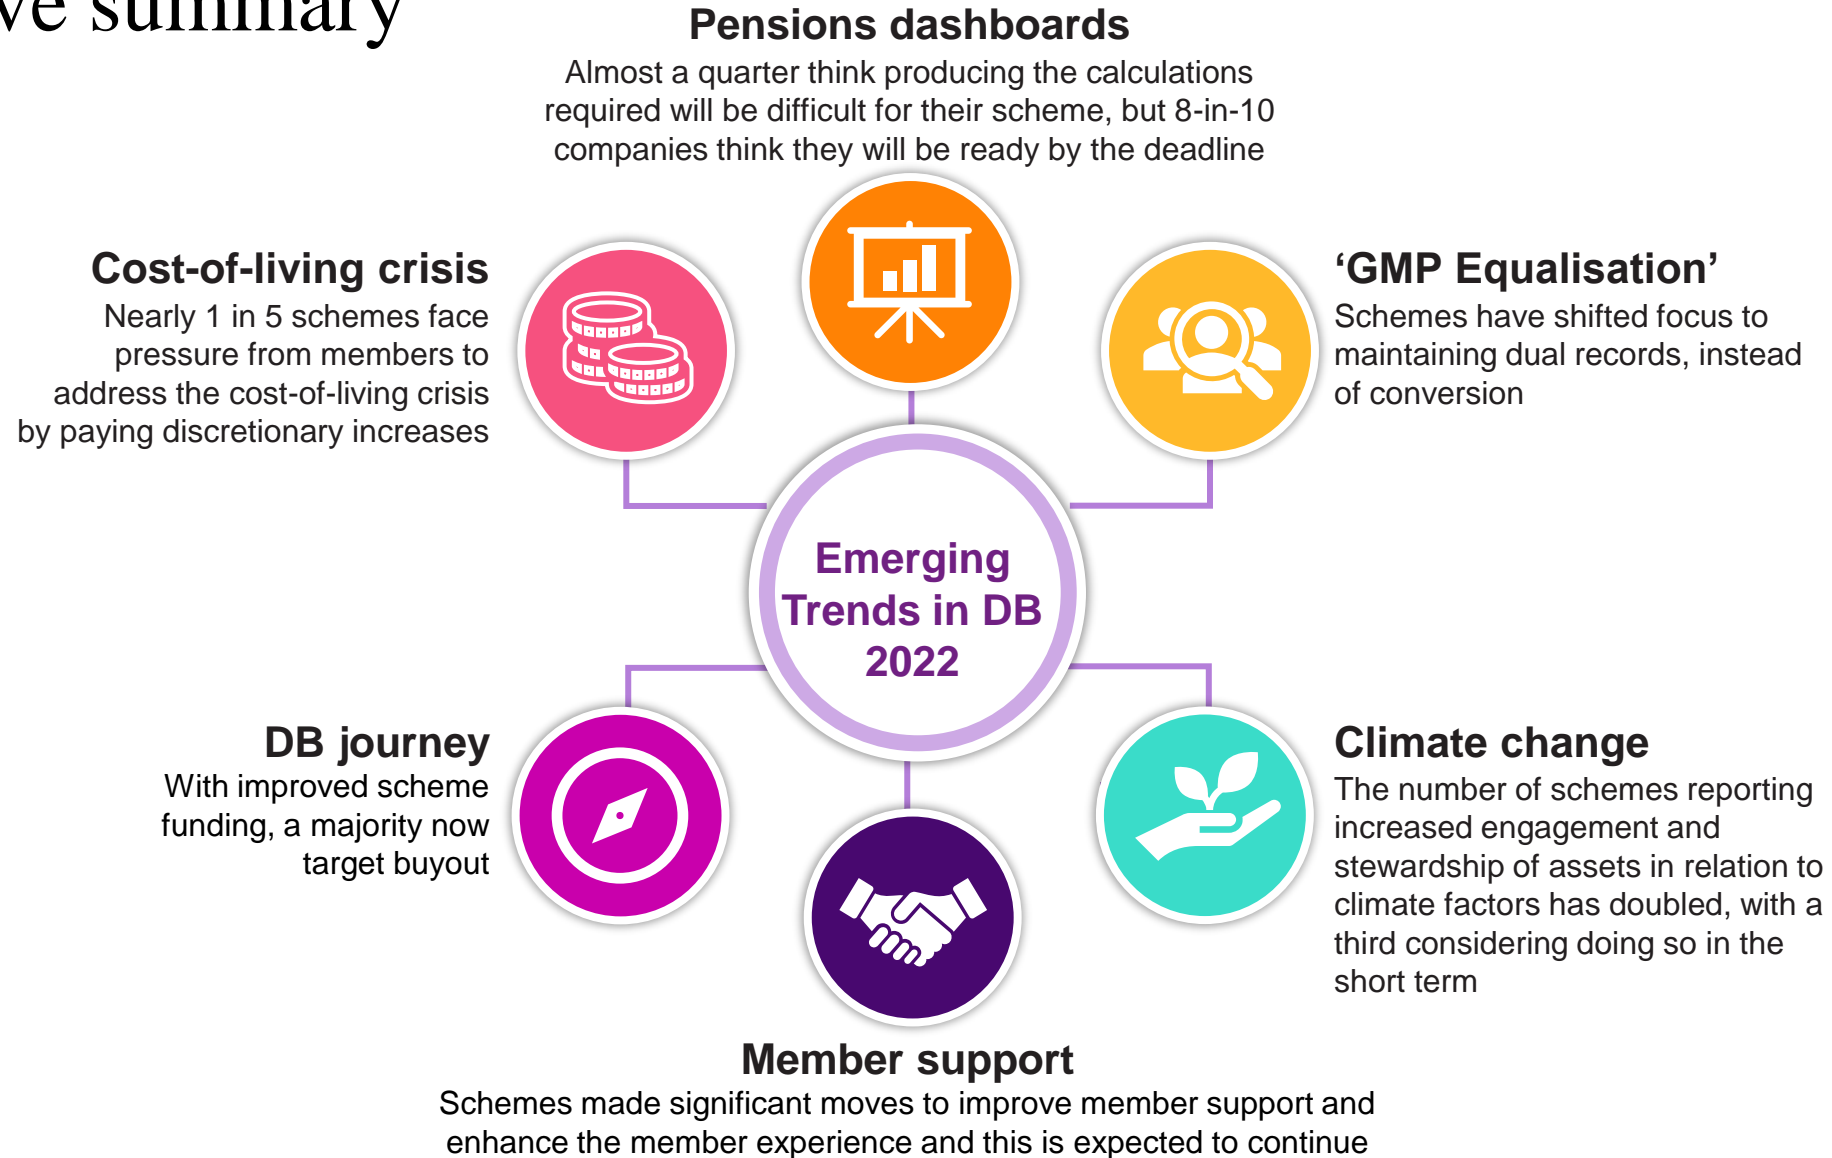 ve summary
Pensions dashboards
Almost a quarter think producing the calculations
required will be difficult for their scheme, but 8-in-10
companies think they will be ready by the deadline
Cost-of-living crisis
Nearly 1 in 5 schemes face
pressure from members to
address the cost-of-living crisis
by paying discretionary increases
‘GMP Equalisation’
Schemes have shifted focus to
maintaining dual records, instead
of conversion
Emerging
Trends in DB
2022
DB journey
With improved scheme
funding, a majority now
target buyout
Climate change
The number of schemes reporting
increased engagement and
stewardship of assets in relation to
climate factors has doubled, with a
third considering doing so in the
short term
Member support
Schemes made significant moves to improve member support and
enhance the member experience and this is expected to continue